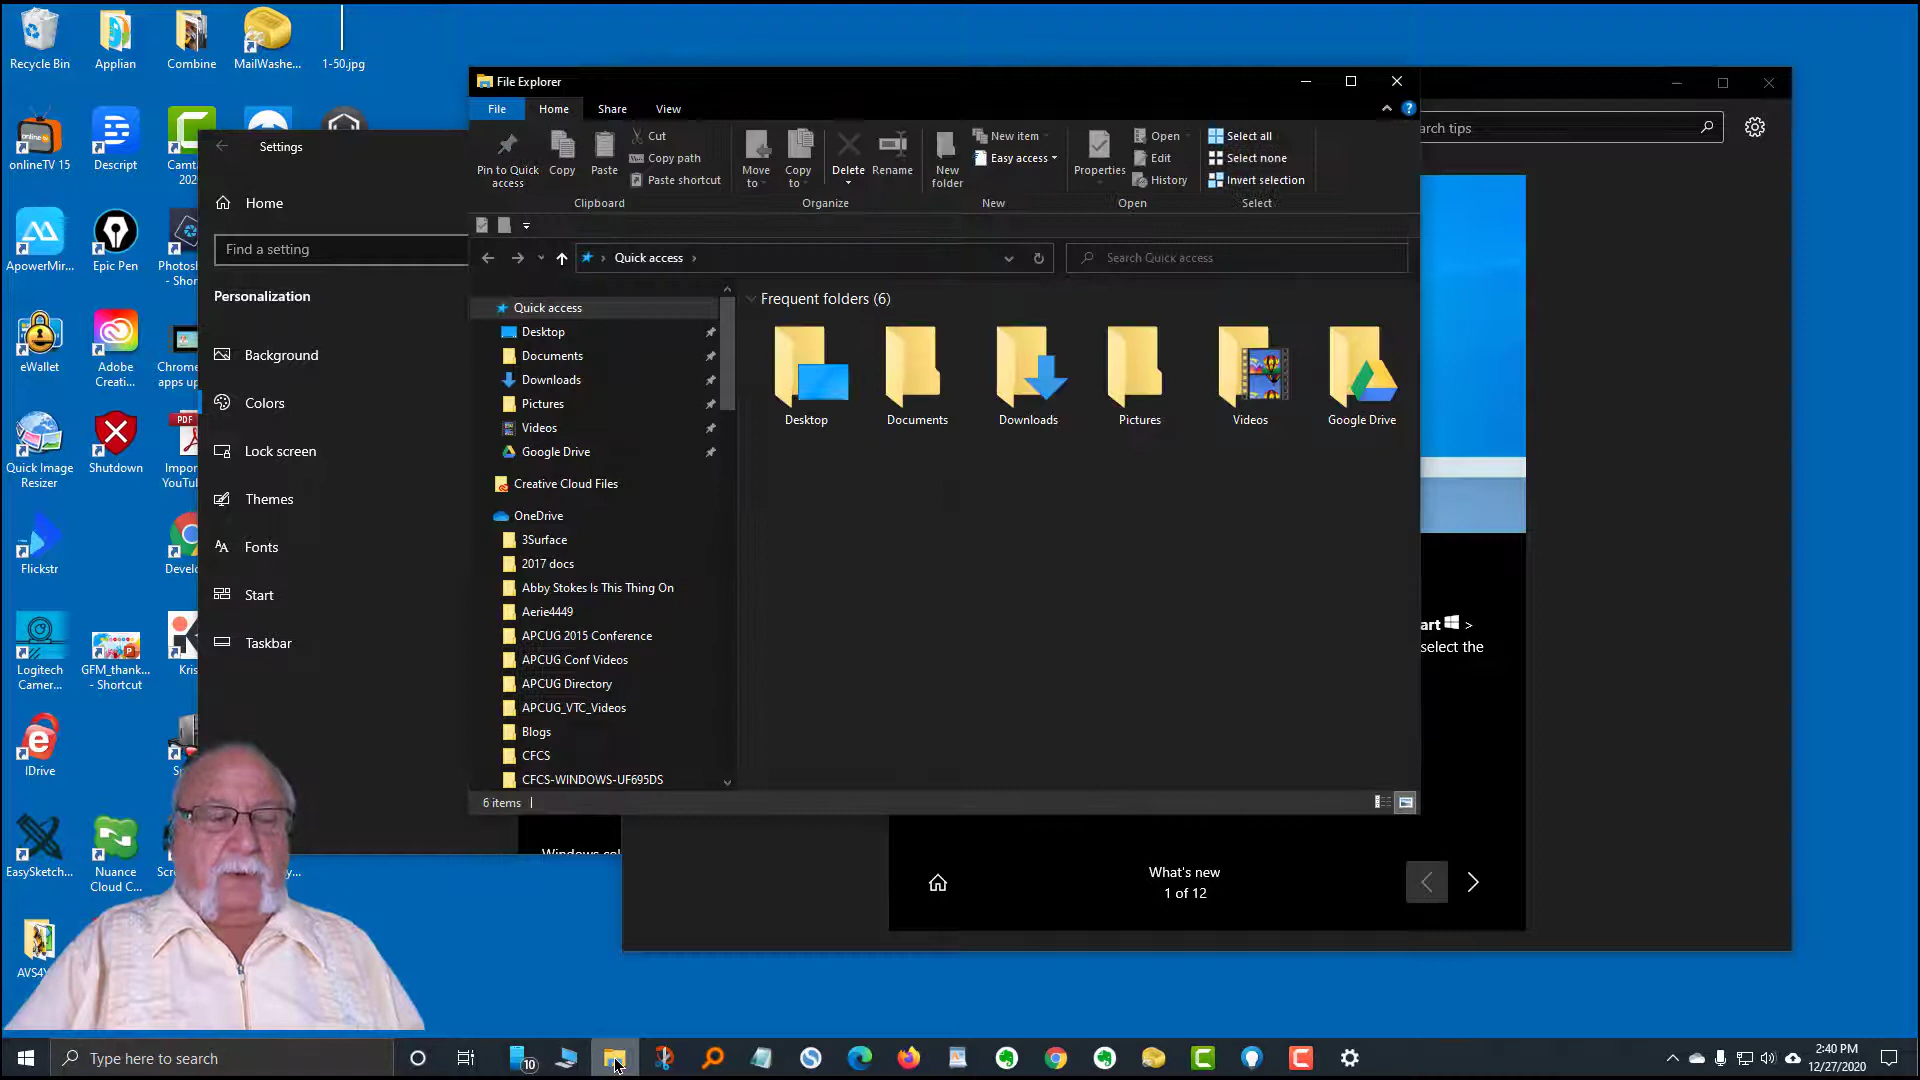 Recycle Bin
Applian
Combine
MailWashe...
1-50.jpg
onlineTV 15
Descript
ApowerMir...
Epic Pen
eWallet
Adobe
Creati...
Quick Image
Resizer
Shutdown
PDF
Flickstr
Logitech
Camer...
GFM_thank...
- Shortcut
IDrive
EasySketch...
Nuance
Cloud C...
Settings
Home
Find a setting
Personalization
Background
Colors
Lock screen
Themes
Fonts
Start
Taskbar
File Explorer
File
Home
Share
View
Pin to Quick
access
Copy
Paste
Cut
Copy path
Paste shortcut
Clipboard
Move
to
Copy
to
Delete
Rename
Organize
New
folder
New item
Easy access
New
Properties
Open
Edit
History
Open
Select all
Select none
Invert selection
Select
Quick access
Search Quick access
Quick access
Desktop
Documents
Downloads
Pictures
Videos
Google Drive
Creative Cloud Files
OneDrive
3Surface
2017 docs
Abby Stokes Is This Thing On
Aerie4449
APCUG 2015 Conference
APCUG Conf Videos
APCUG Directory
APCUG_VTC_Videos
Blogs
CFCS
CFCS-WINDOWS-UF695DS
Frequent folders (6)
Desktop
Documents
Downloads
Pictures
Videos
Google Drive
6 items
arch tips
art >
select the
What's new
1 of 12
Type here to search
10
2:40 PM
12/27/2020